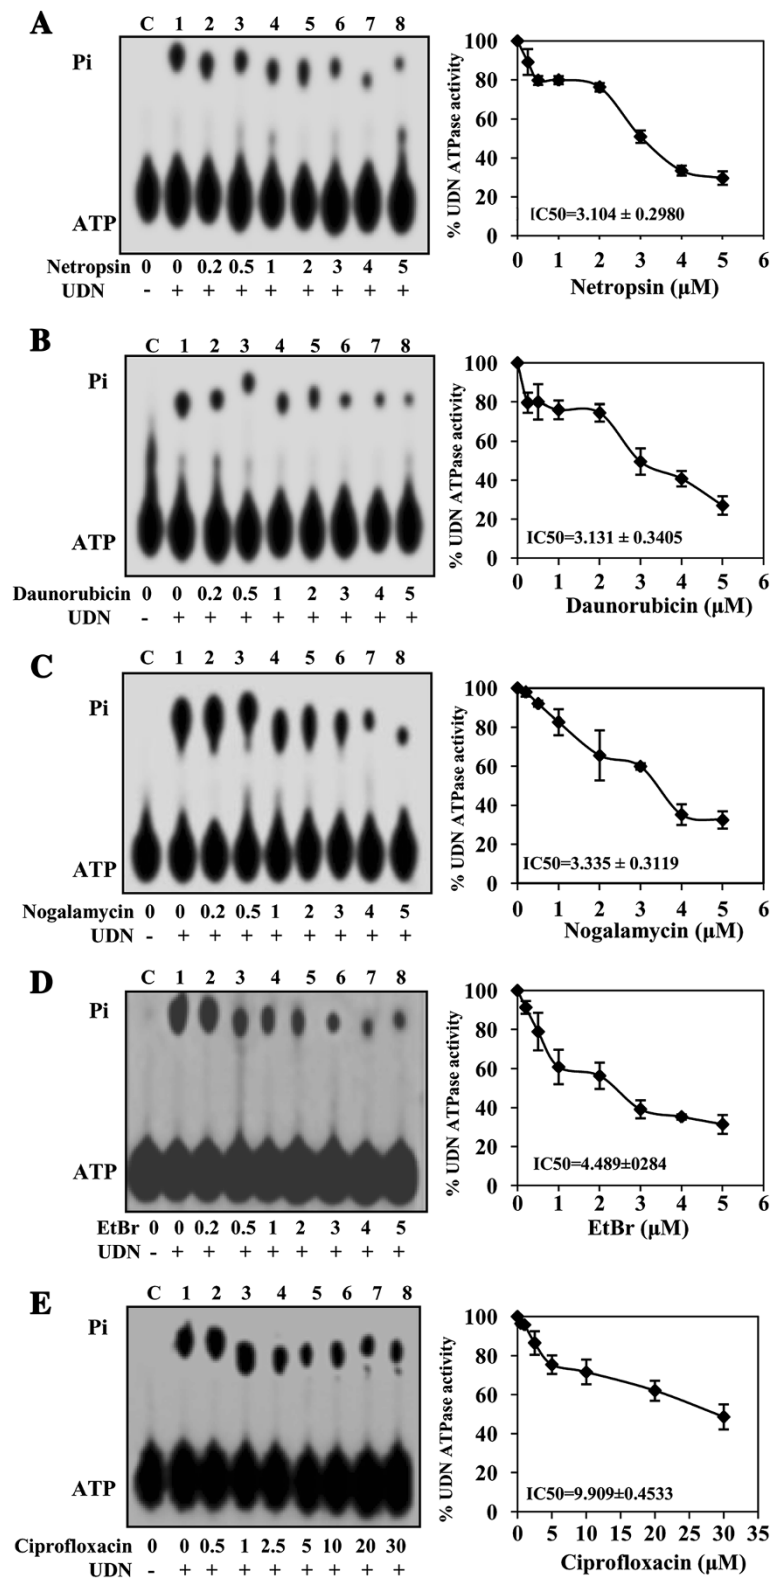 A
C 1 2 3 4 5 6 7 8
Pi
ATP
Netropsin 0 0 0.2 0.5 1 2 3 4 5
UDN - + + + + + + + +
% UDN ATPase activity
100
80
60
40
20
0
IC50=3.104 ± 0.2980
0 1 2 3 4 5 6
Netropsin (μM)
B
C 1 2 3 4 5 6 7 8
Pi
ATP
Daunorubicin 0 0 0.2 0.5 1 2 3 4 5
UDN - + + + + + + + +
% UDN ATPase activity
100
80
60
40
20
0
IC50=3.131 ± 0.3405
0 1 2 3 4 5 6
Daunorubicin (μM)
C
C 1 2 3 4 5 6 7 8
Pi
ATP
Nogalamycin 0 0 0.2 0.5 1 2 3 4 5
UDN - + + + + + + + +
% UDN ATPase activity
100
80
60
40
20
0
IC50=3.335 ± 0.3119
0 1 2 3 4 5 6
Nogalamycin (μM)
D
C 1 2 3 4 5 6 7 8
Pi
ATP
EtBr 0 0 0.2 0.5 1 2 3 4 5
UDN - + + + + + + + +
% UDN ATPase activity
100
80
60
40
20
0
IC50=4.489±0284
0 1 2 3 4 5 6
EtBr (μM)
E
C 1 2 3 4 5 6 7 8
Pi
ATP
Ciprofloxacin 0 0 0.5 1 2.5 5 10 20 30
UDN - + + + + + + + +
% UDN ATPase activity
100
80
60
40
20
0
IC50=9.909±0.4533
0 5 10 15 20 25 30 35
Ciprofloxacin (μM)